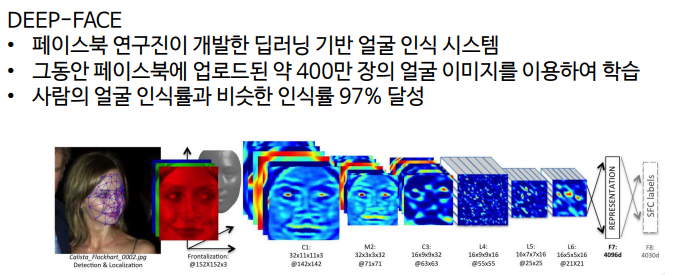 DEEP-FACE
• 페이스북 연구진이 개발한 딥러닝 기반 얼굴 인식 시스템
• 그동안 페이스북에 업로드된 약 400만 장의 얼굴 이미지를 이용하여 학습
• 사람의 얼굴 인식률과 비슷한 인식률 97% 달성
Calista_Flockhart_0002.jpg
Detection & Localization
Frontalization:
@152X152x3
C1:
32x11x11x3
@142x142
M2:
32x3x3x32
@71x71
C3:
16x9x9x32
@63x63
L4:
16x9x9x16
@55x55
L5:
16x7x7x16
@25x25
L6:
16x5x5x16
@21X21
REPRESENTATION
F7:
4096d
SFC labels
F8:
4030d